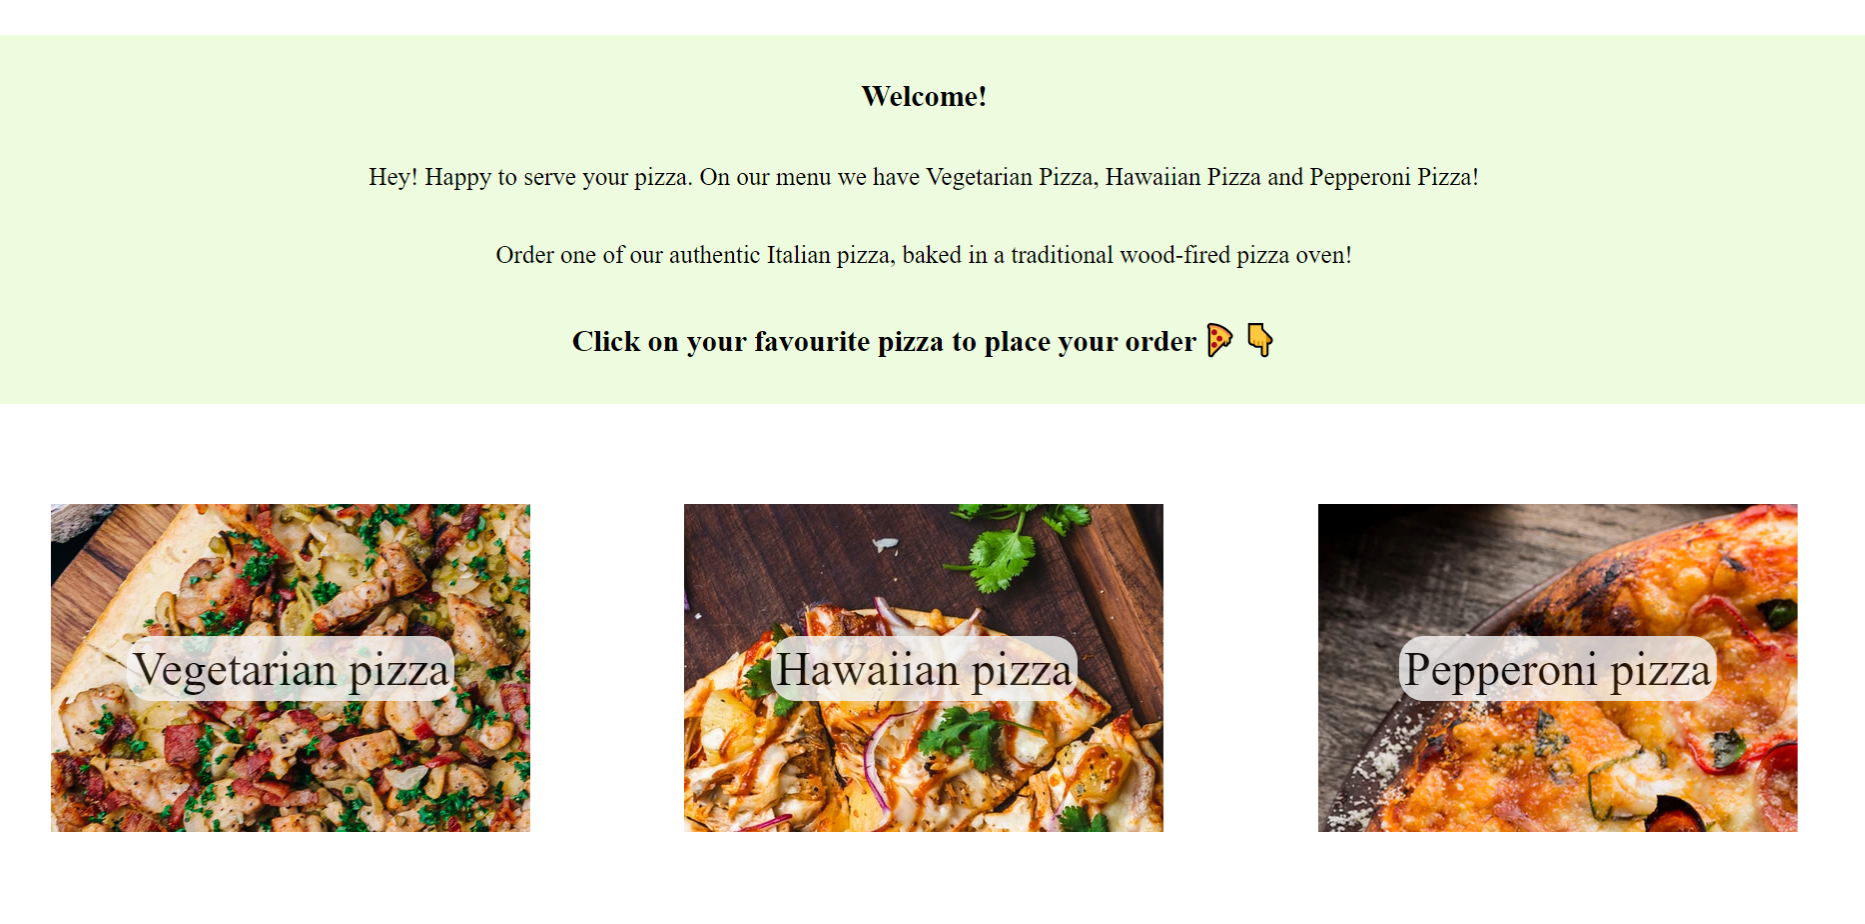 Welcome!
Hey! Happy to serve your pizza. On our menu we have Vegetarian Pizza, Hawaiian Pizza and Pepperoni Pizza!
Order one of our authentic Italian pizza, baked in a traditional wood-fired pizza oven!
Click on your favourite pizza to place your order 🍕 👇
Vegetarian pizza
Hawaiian pizza
Pepperoni pizza